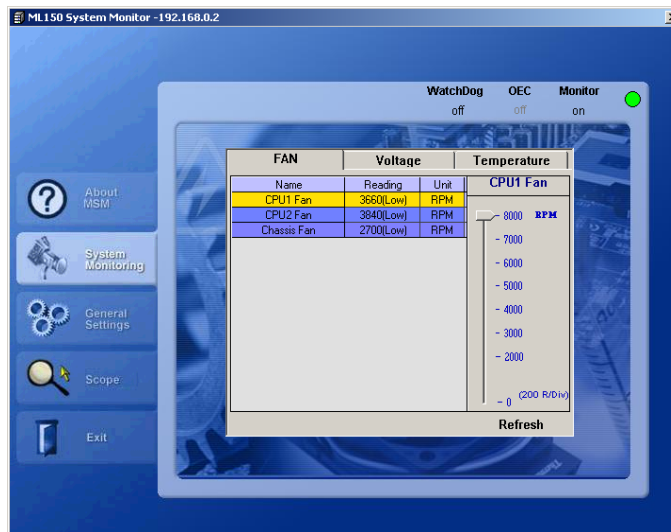 ML150 System Monitor -192.168.0.2
WatchDog OEC Monitor
off off on
FAN Voltage Temperature
Name Reading Unit
CPU1 Fan 3660(Low) RPM
CPU2 Fan 3840(Low) RPM
Chassis Fan 2700(Low) RPM
CPU1 Fan
8000 RPM
7000
6000
5000
4000
3000
2000
0 (200 R/Div)
Refresh
About
MSM
System
Monitoring
General
Settings
Scope
Exit